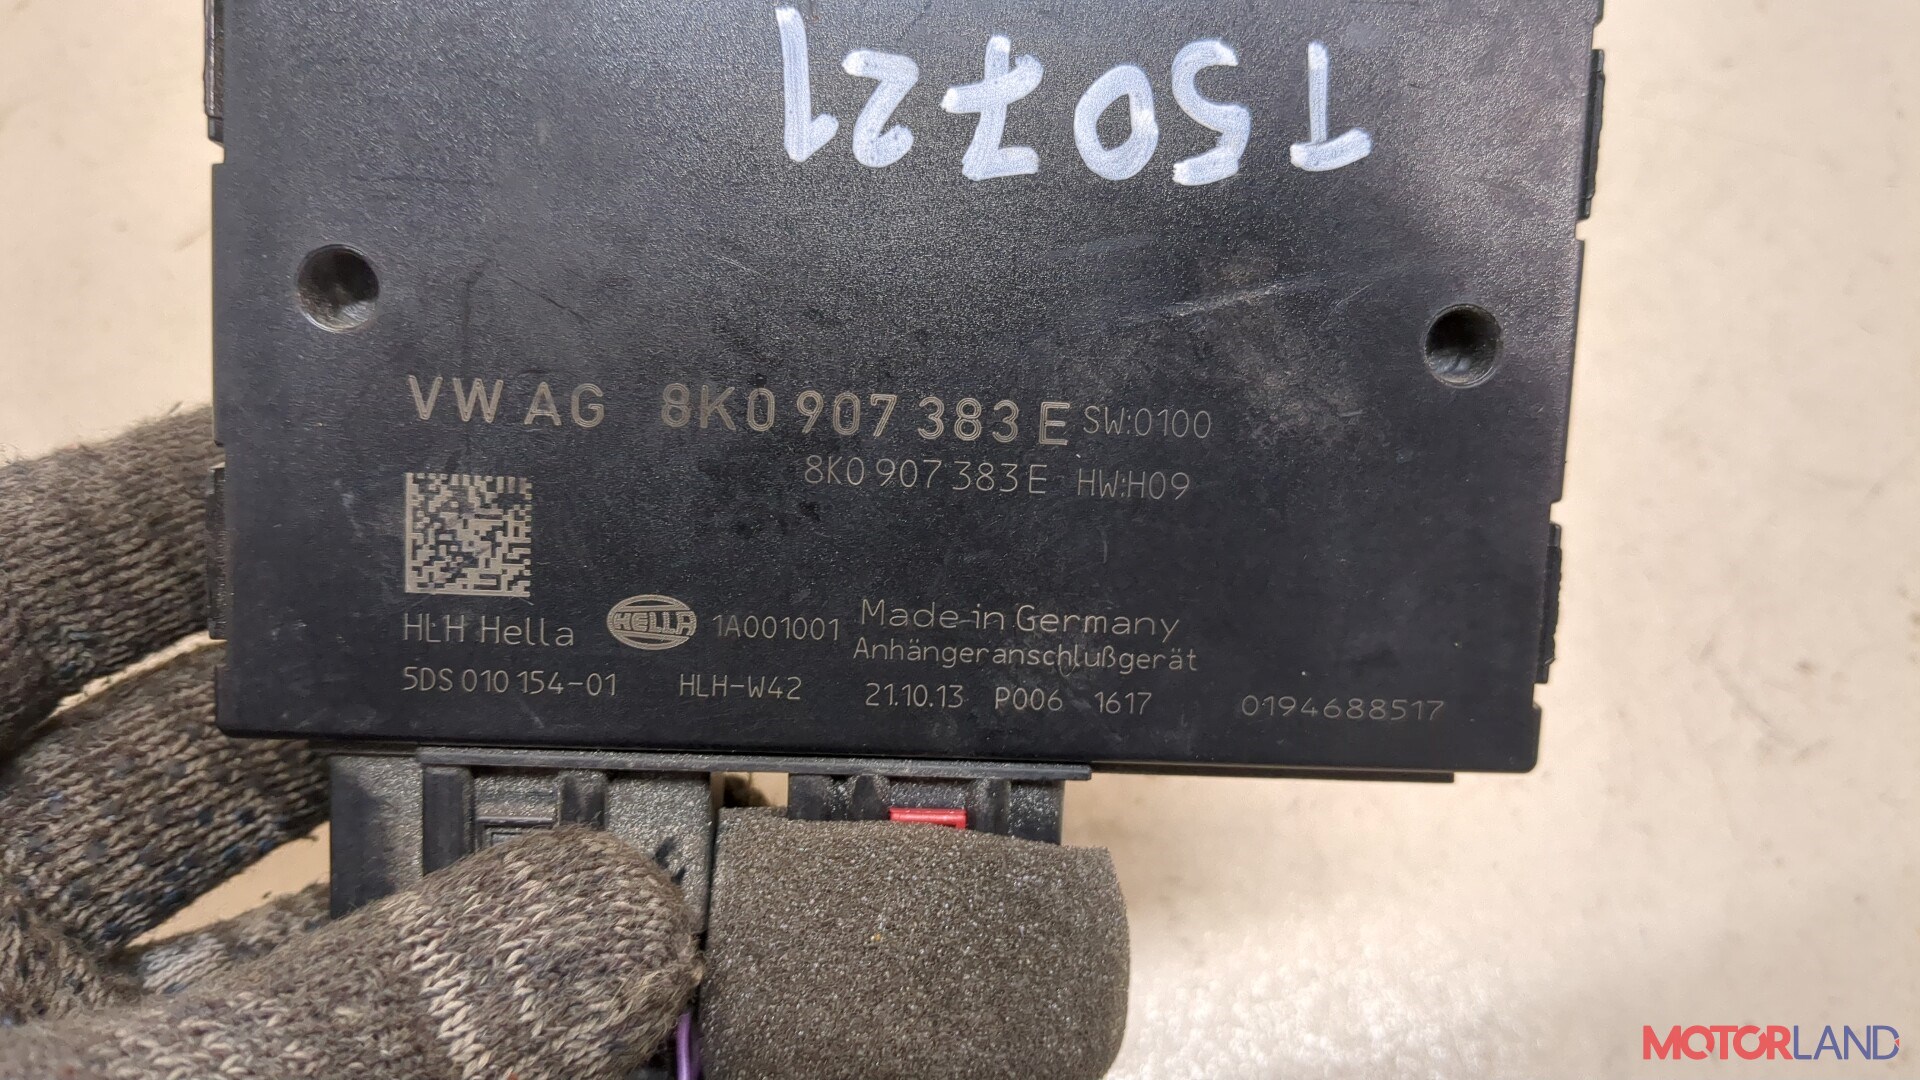 T50721
VW AG 8K0 907 383 E SW:0100
8K0 907 383 E HW:H09
HLH Hella HELLA 1A001001 Made in Germany
Anhängeranschlußgerät
5DS 010 154-01 HLH-W42 21.10.13 P006 1617 0194688517
MOTORLAND